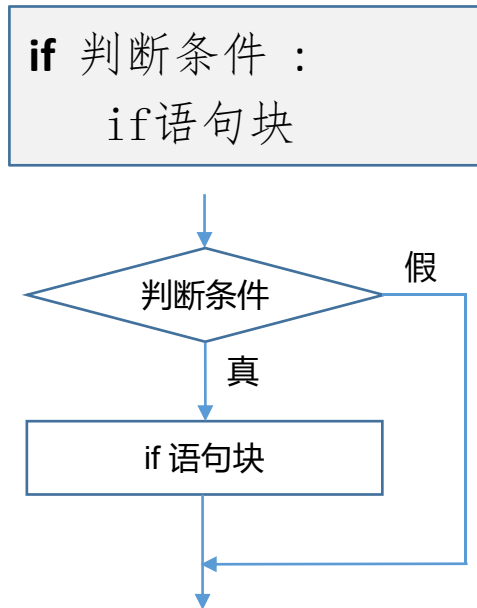 if 判断条件 :
if语句块
判断条件
假
真
if 语句块